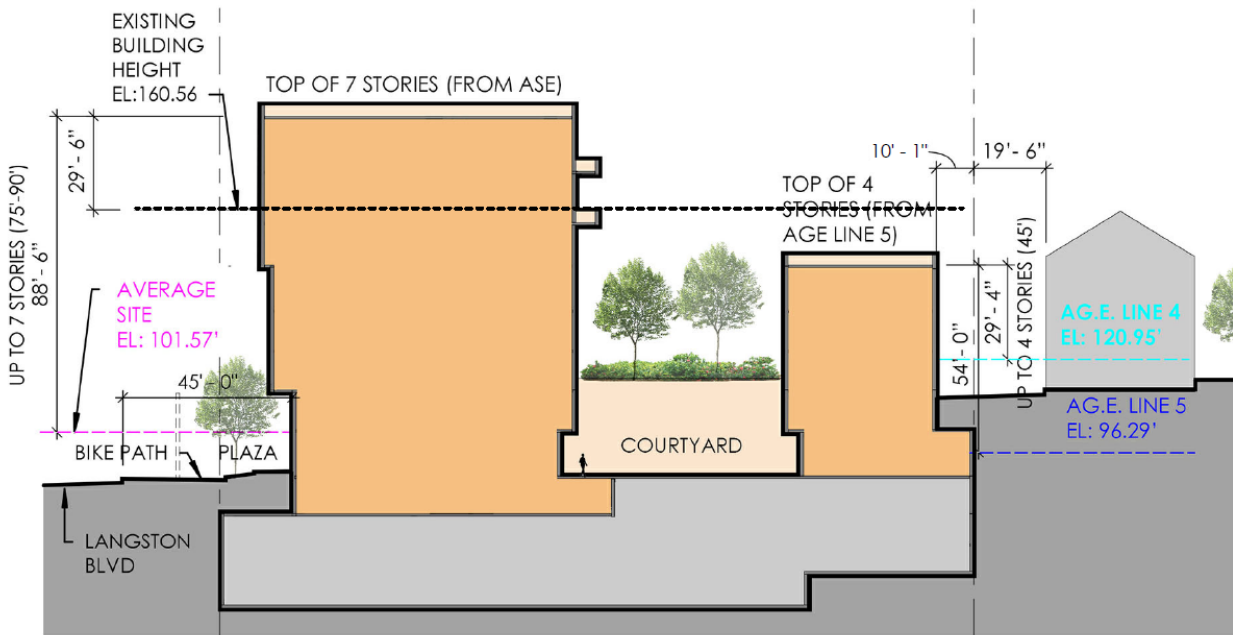 EXISTING
BUILDING
HEIGHT
EL:160.56
TOP OF 7 STORIES (FROM ASE)
UP TO 7 STORIES (75'-90')
88'- 6"
29'- 6"
AVERAGE
SITE
EL: 101.57'
45'- 0"
BIKE PATH
PLAZA
LANGSTON
BLVD
COURTYARD
TOP OF 4
STORIES (FROM
AGE LINE 5)
10' - 1"
19'- 6"
29'- 4"
54'- 0"
UP TO 4 STORIES (45')
AG.E. LINE 4
EL: 120.95'
AG.E. LINE 5
EL: 96.29'